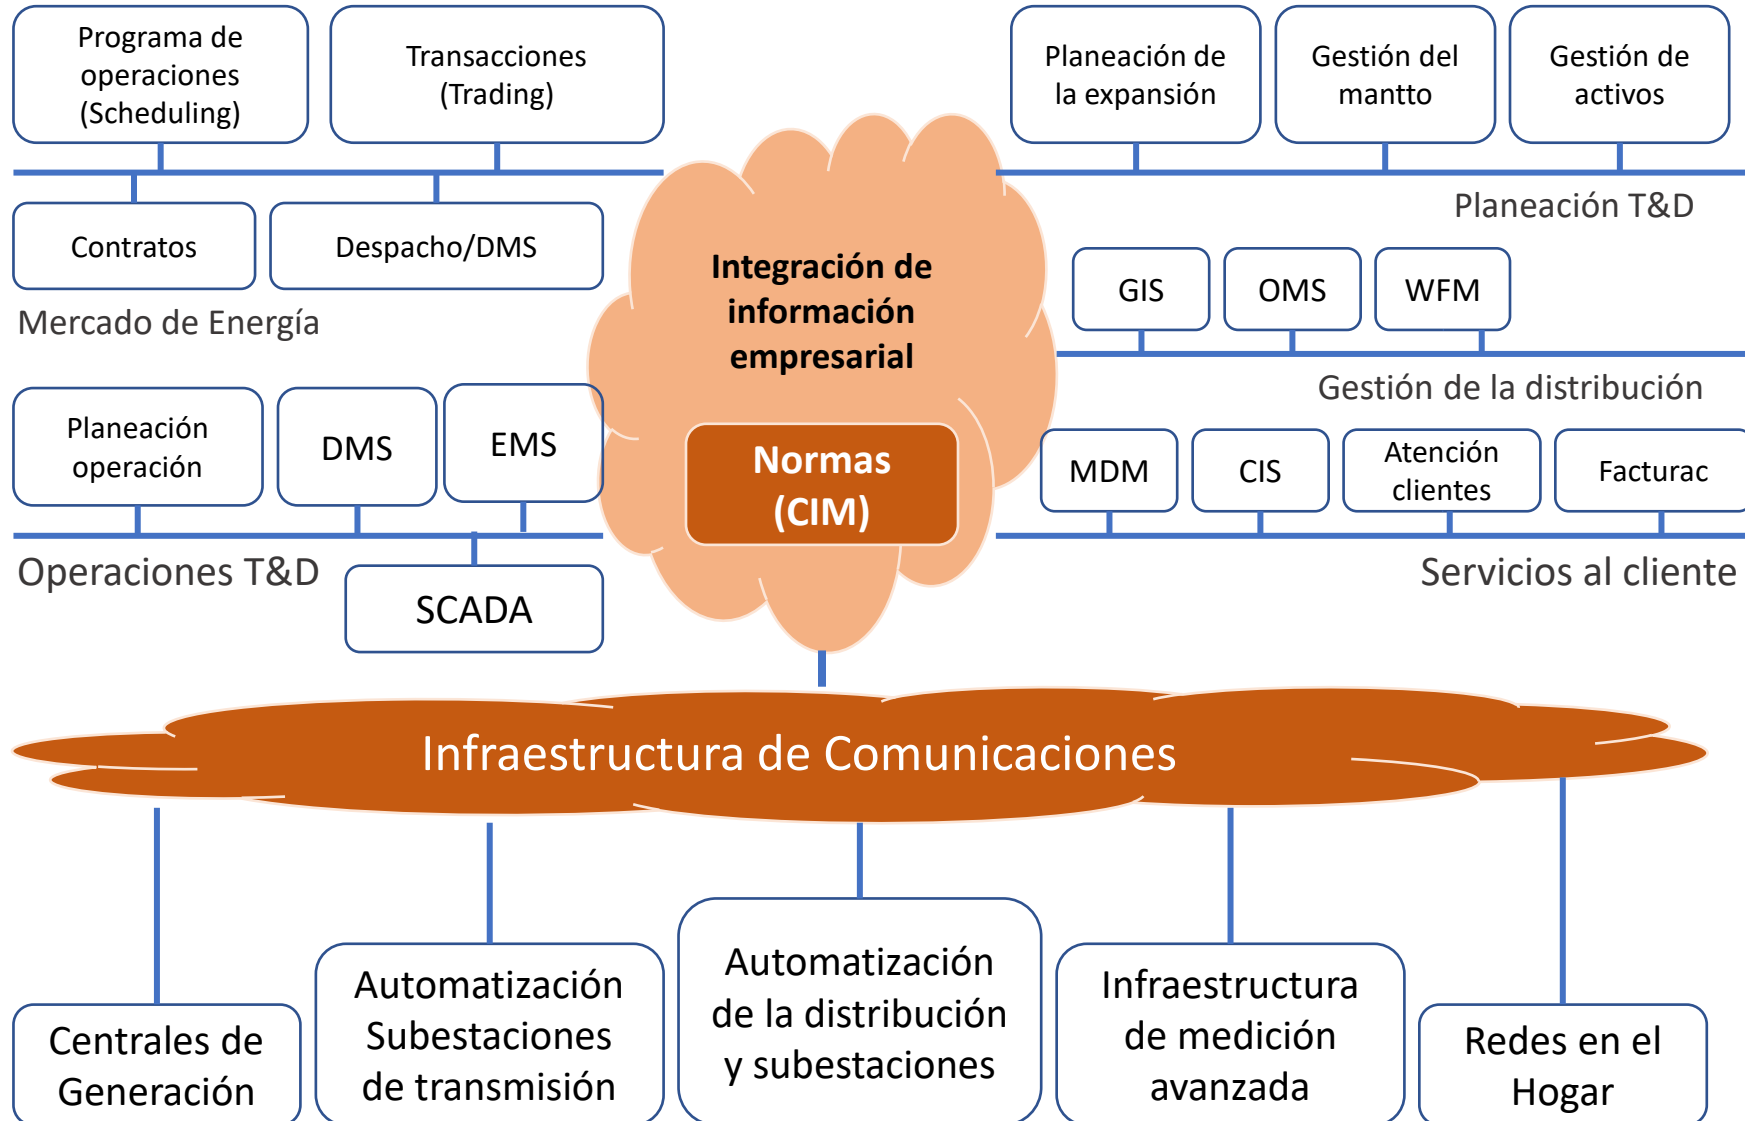 Programa de
operaciones
(Scheduling)
Transacciones
(Trading)
Contratos
Despacho/DMS
Mercado de Energía
Planeación de
la expansión
Gestión del
mantto
Gestión de
activos
Planeación T&D
Integración de
información
empresarial
Normas
(CIM)
GIS
OMS
WFM
Gestión de la distribución
Planeación
operación
DMS
EMS
Operaciones T&D
SCADA
MDM
CIS
Atención
clientes
Facturac
Servicios al cliente
Infraestructura de Comunicaciones
Centrales de
Generación
Automatización
Subestaciones
de transmisión
Automatización
de la distribución
y subestaciones
Infraestructura
de medición
avanzada
Redes en el
Hogar